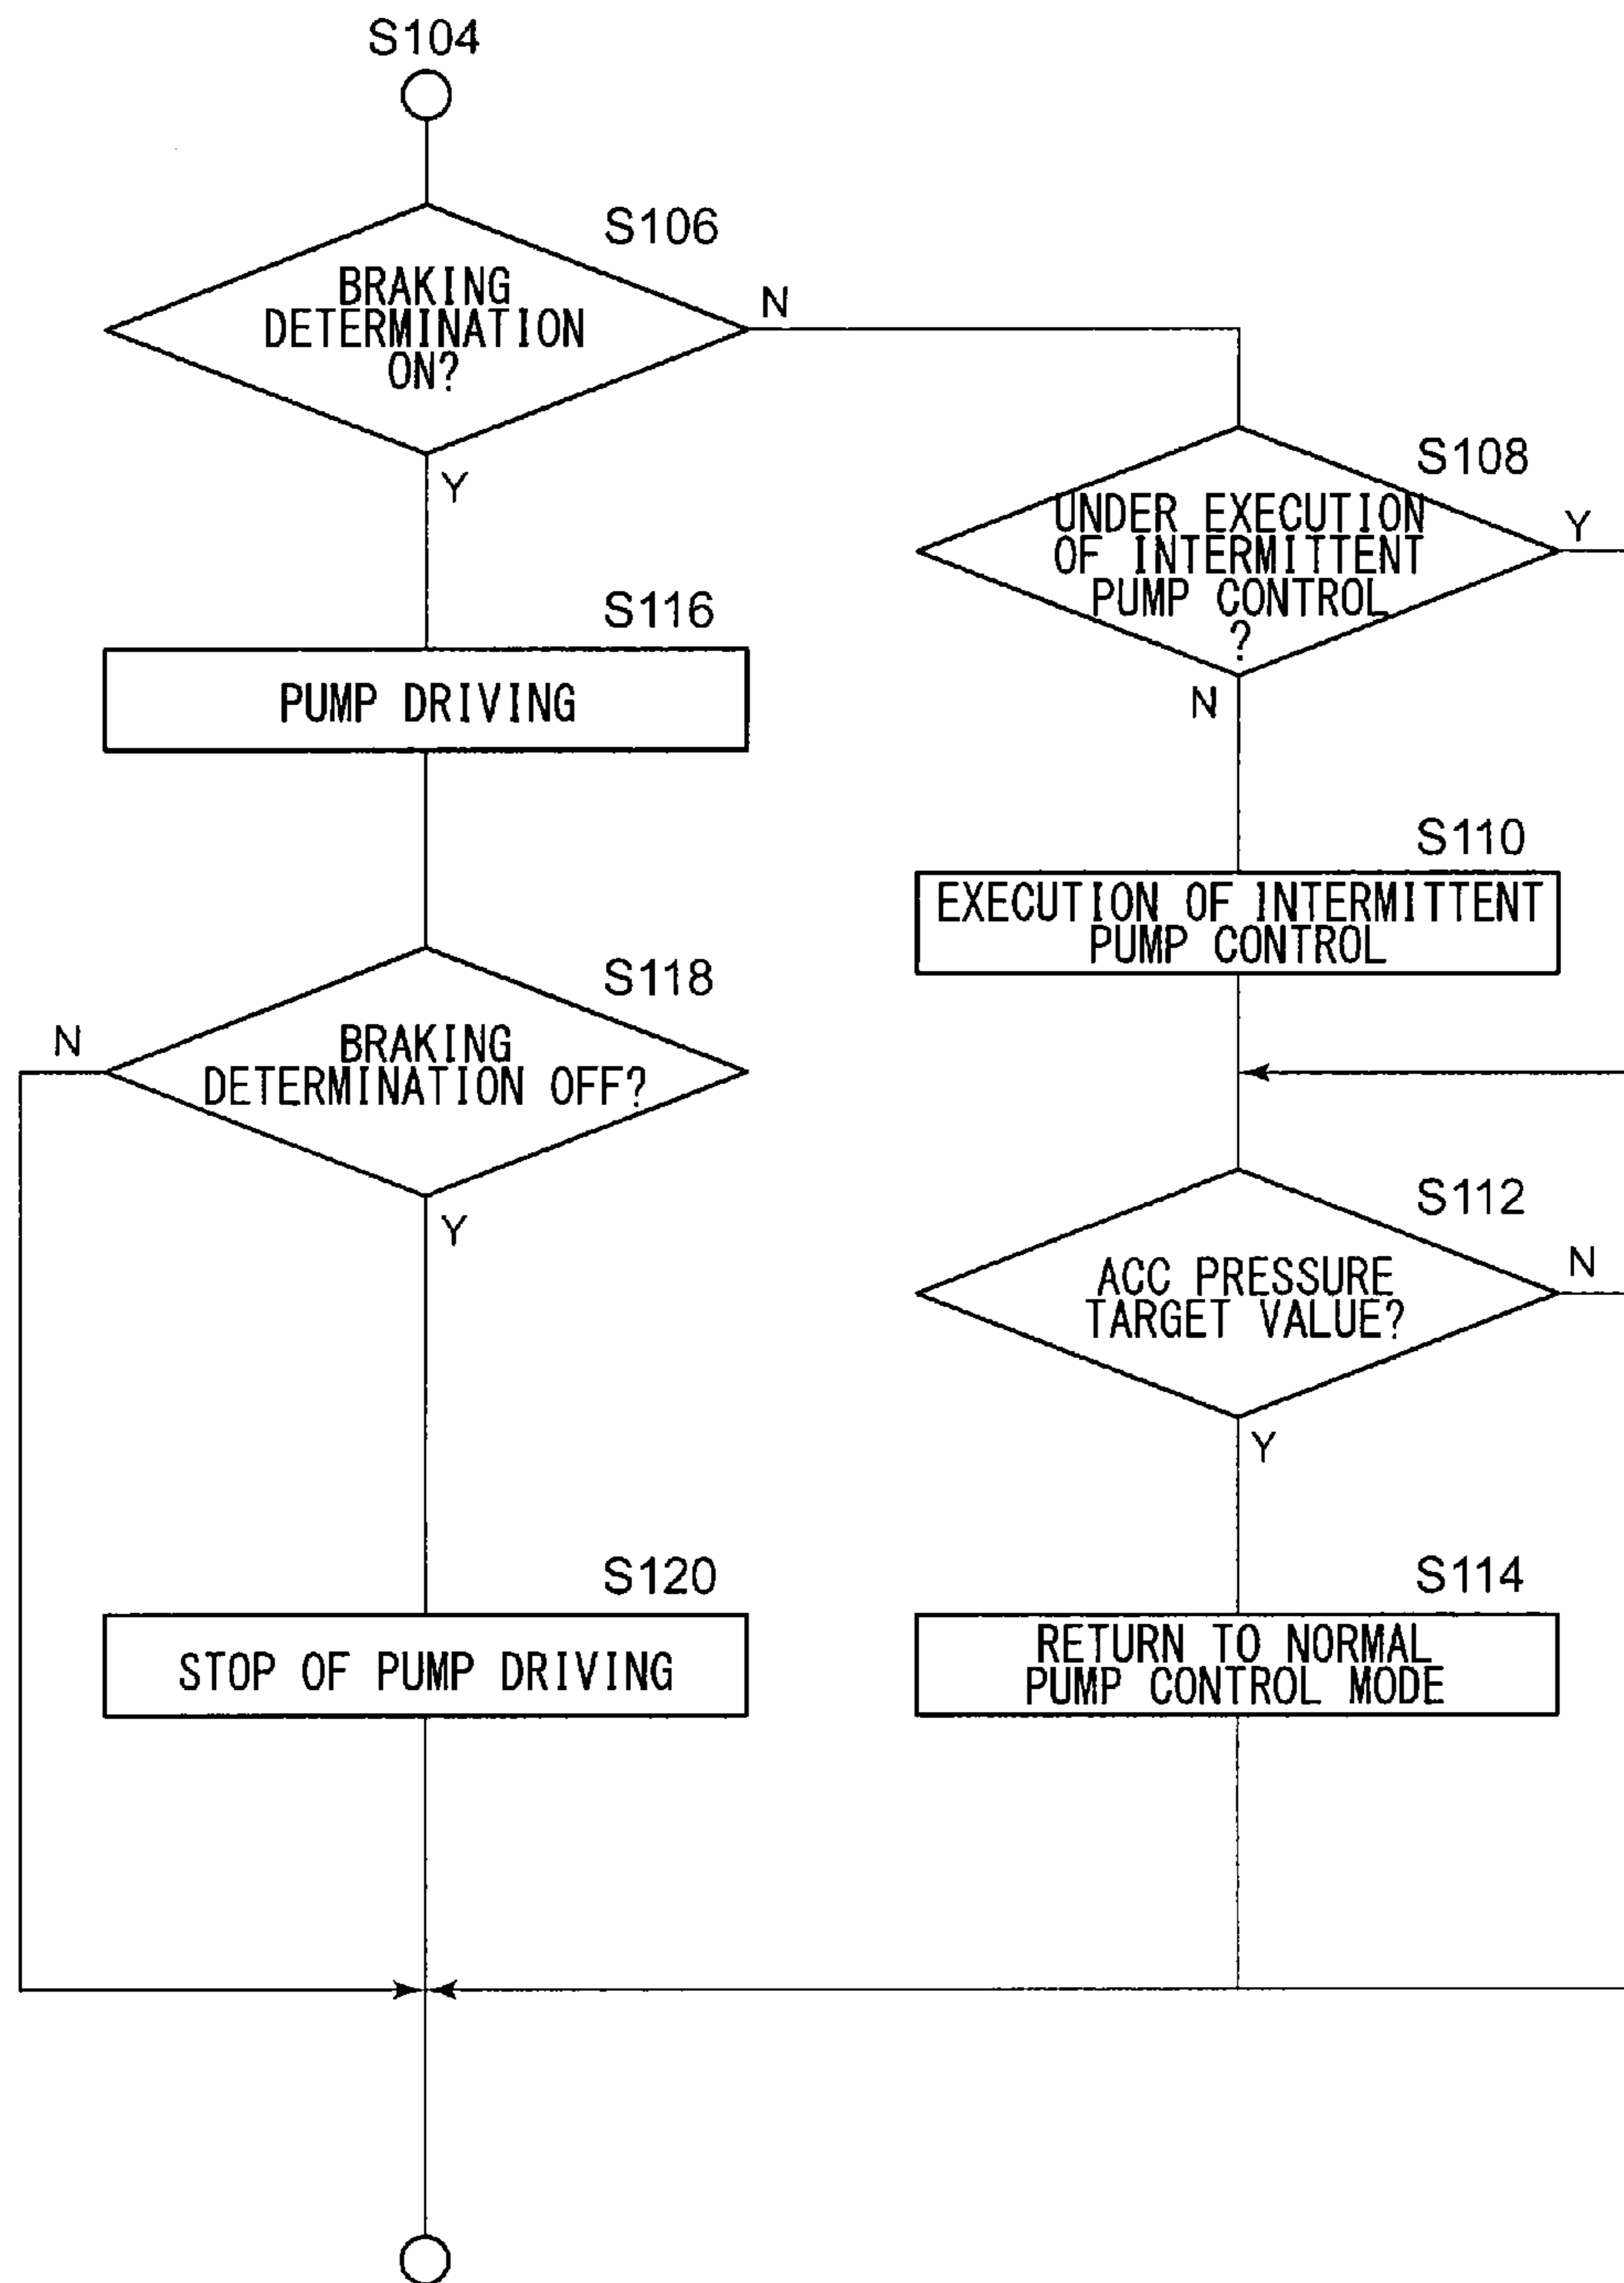 S104
S106
BRAKING
DETERMINATION
ON?
N
Y
S108
UNDER EXECUTION
OF INTERMITTENT
PUMP CONTROL
?
Y
N
S116
PUMP DRIVING
S110
EXECUTION OF INTERMITTENT
PUMP CONTROL
S118
BRAKING
DETERMINATION OFF?
N
Y
S112
ACC PRESSURE
TARGET VALUE?
N
Y
S120
STOP OF PUMP DRIVING
S114
RETURN TO NORMAL
PUMP CONTROL MODE